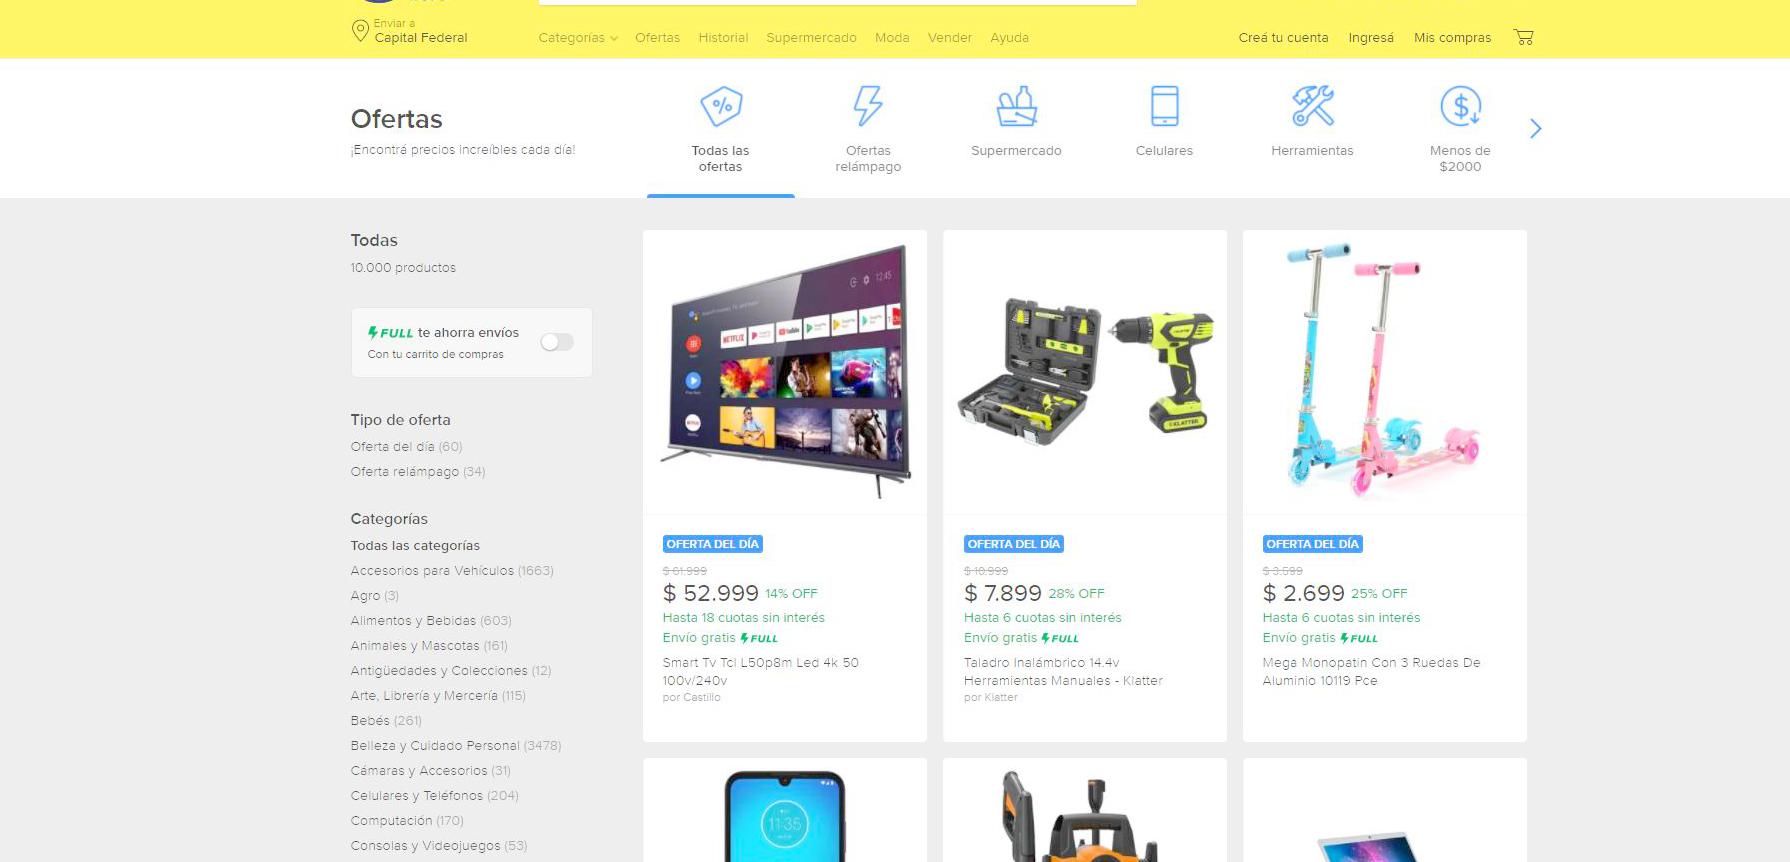 Enviar a
Capital Federal
Categorías
Ofertas
Historial
Supermercado
Moda
Vender
Ayuda
Creá tu cuenta
Ingresá
Mis compras
Ofertas
¡Encontrá precios increíbles cada día!
Todas las
ofertas
Ofertas
relámpago
Supermercado
Celulares
Herramientas
Menos de
$2000
Todas
10.000 productos
FULL te ahorra envíos
Con tu carrito de compras
Tipo de oferta
Oferta del día (60)
Oferta relámpago (34)
Categorías
Todas las categorías
Accesorios para Vehículos (1663)
Agro (3)
Alimentos y Bebidas (603)
Animales y Mascotas (161)
Antigüedades y Colecciones (12)
Arte, Librería y Mercería (115)
Bebés (261)
Belleza y Cuidado Personal (3478)
Cámaras y Accesorios (31)
Celulares y Teléfonos (204)
Computación (170)
Consolas y Videojuegos (53)
12:45
NETFLIX
YouTube
OFERTA DEL DÍA
$ 61.999
$ 52.999 14% OFF
Hasta 18 cuotas sin interés
Envío gratis FULL
Smart Tv Tcl L50p8m Led 4k 50
100v/240v
por Castillo
KLATTER
OFERTA DEL DÍA
$ 10.999
$ 7.899 28% OFF
Hasta 6 cuotas sin interés
Envío gratis FULL
Taladro Inalámbrico 14.4v
Herramientas Manuales - Klatter
por Klatter
OFERTA DEL DÍA
$ 3.599
$ 2.699 25% OFF
Hasta 6 cuotas sin interés
Envío gratis FULL
Mega Monopatin Con 3 Ruedas De
Aluminio 10119 Pce
11:35